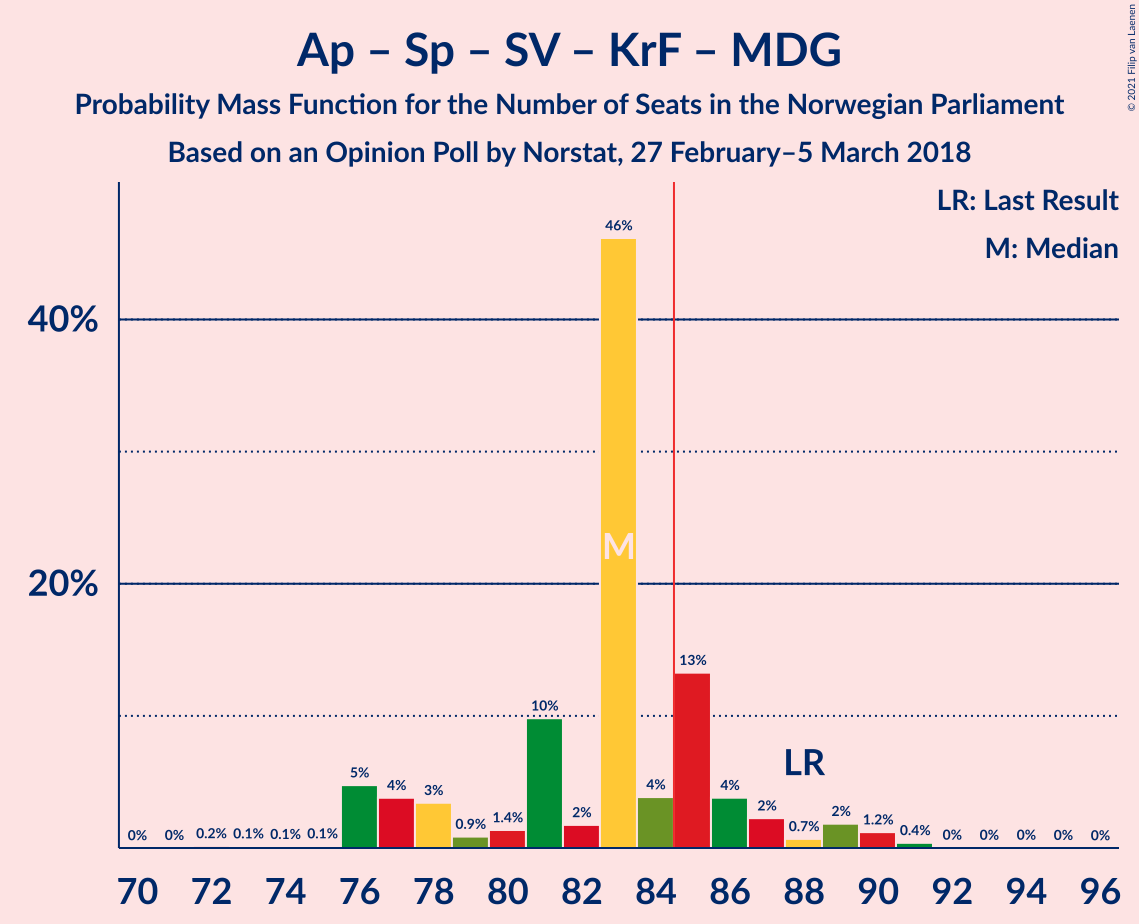 Ap – Sp – SV – KrF – MDG
Probability Mass Function for the Number of Seats in the Norwegian Parliament
Based on an Opinion Poll by Norstat, 27 February–5 March 2018
© 2021 Filip van Laenen
LR: Last Result
M: Median
40%
20%
0% 0% 0.2% 0.1% 0.1% 0.1% 5% 4% 3% 0.9% 1.4% 10% 2% 46% 4% 13% 4% 2% 0.7% 2% 1.2% 0.4% 0% 0% 0% 0% 0%
M
LR
70 72 74 76 78 80 82 84 86 88 90 92 94 96